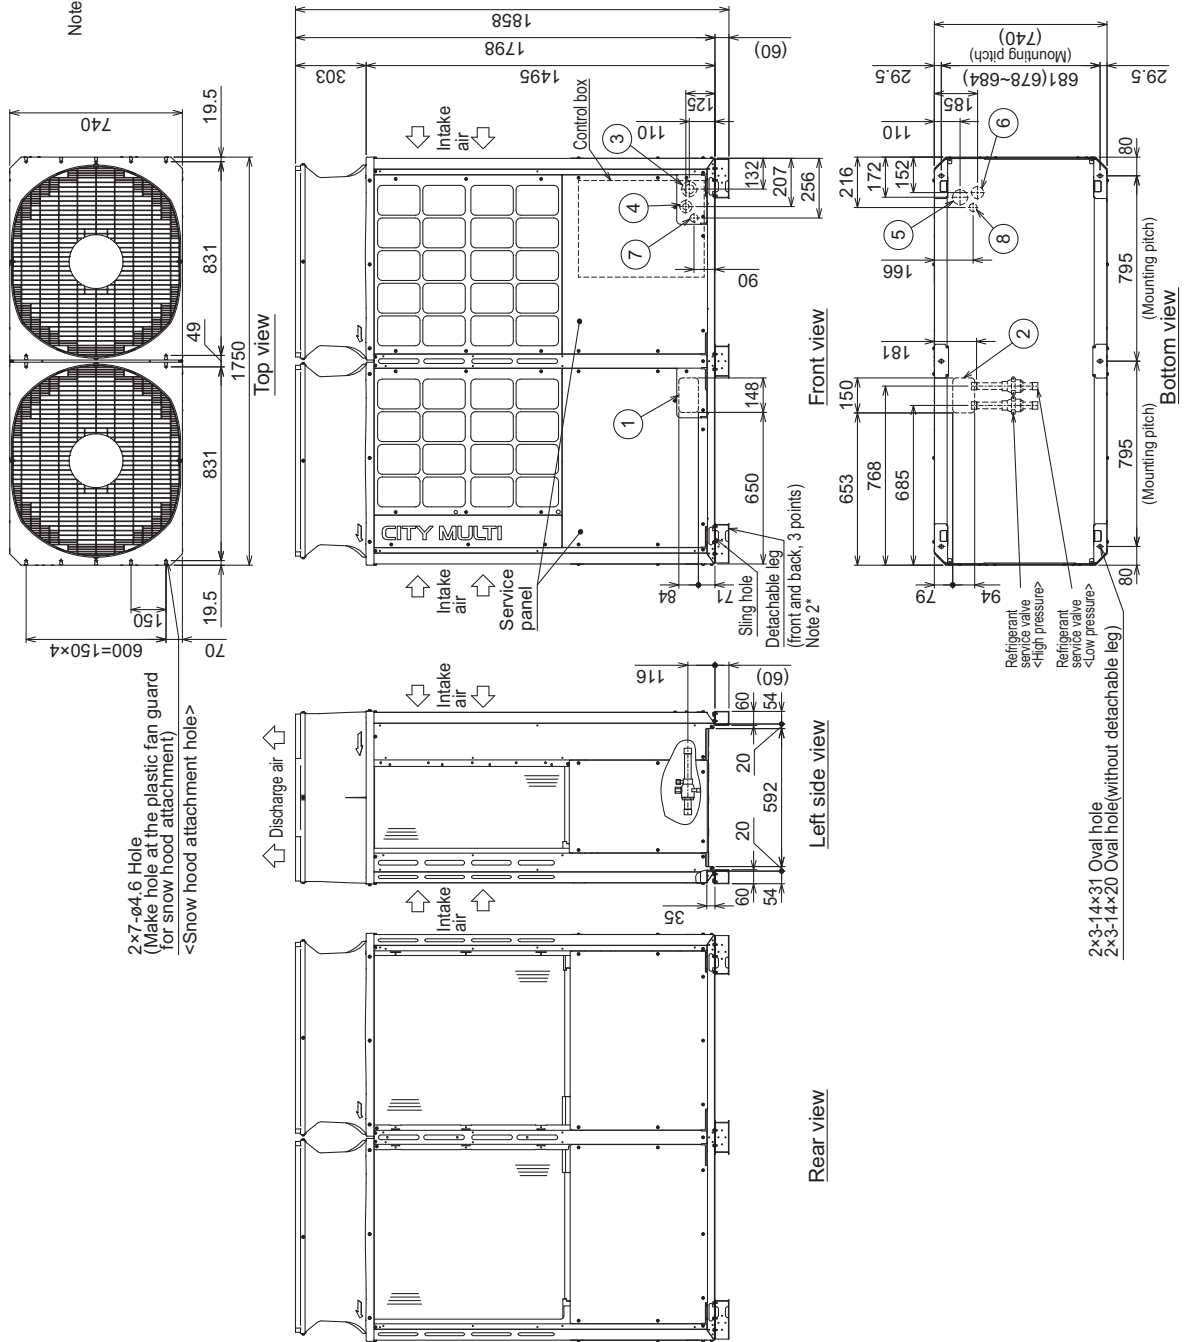 Note
Top view
740
19.5
831
49
1750
831
19.5
150
600=150×4
70
2×7-ø4.6 Hole
(Make hole at the plastic fan guard
for snow hood attachment)
<Snow hood attachment hole>
1858
1798
(60)
303
1495
125
110
Intake
air
Control box
3
4
7
132
207
256
90
CITY MULTI
Service
panel
1
148
650
Intake
air
84
71
Sling hole
Detachable leg
(front and back, 3 points)
Note 2*
Front view
Discharge air
Intake
air
Intake
air
116
(60)
60
54
20
592
20
60
54
35
Left side view
Rear view
29.5
(740)
(Mounting pitch)
681(678~684)
29.5
185
110
6
5
8
216
172
152
166
80
795
(Mounting pitch)
181
2
150
653
768
685
795
(Mounting pitch)
80
79
94
Refrigerant
service valve
<High pressure>
Refrigerant
service valve
<Low pressure>
2×3-14×31 Oval hole
2×3-14×20 Oval hole(without detachable leg)
Bottom view